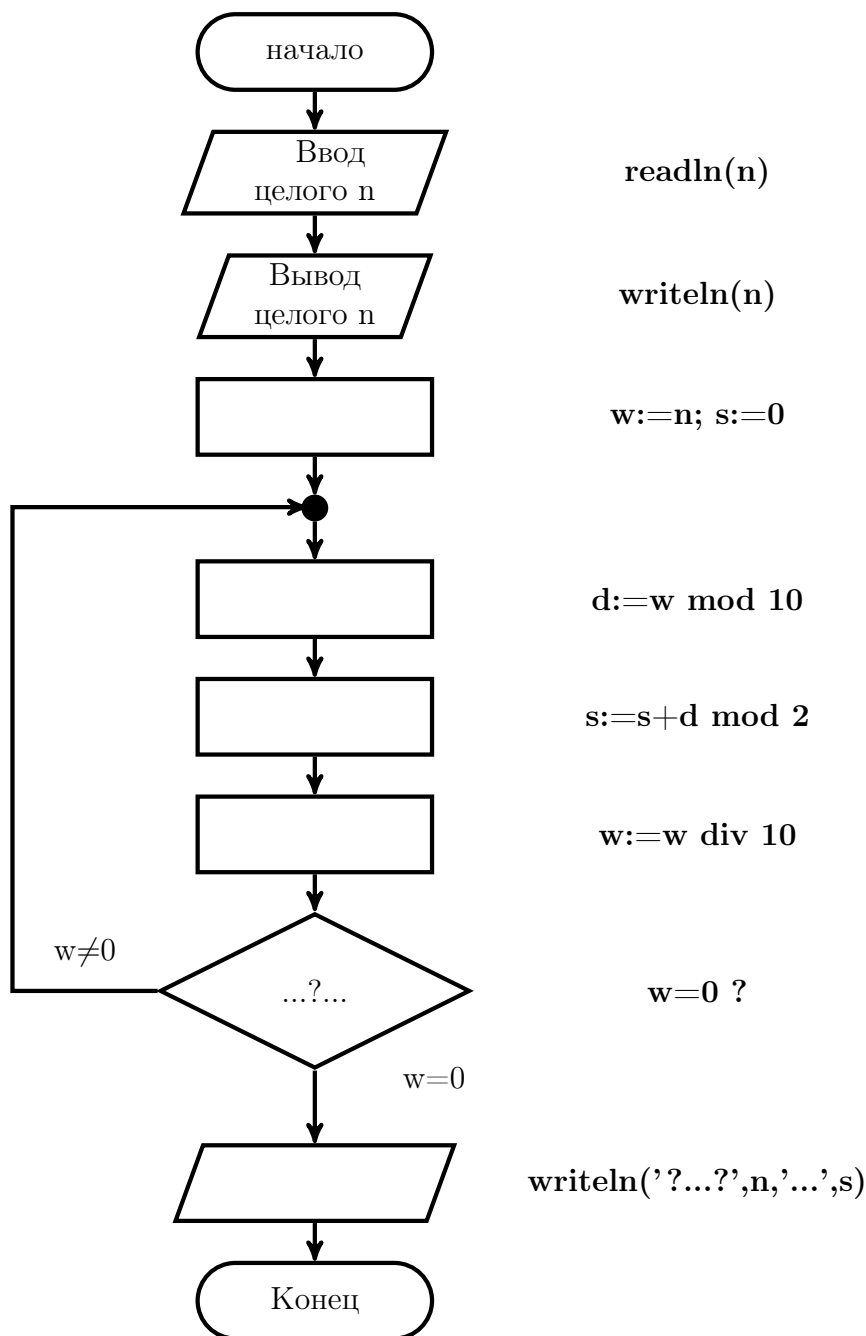 начало
Ввод
целого n
readln(n)
Вывод
целого n
writeln(n)
w:=n; s:=0
d:=w mod 10
s:=s+d mod 2
w:=w div 10
w≠0
...?...
w=0 ?
w=0
writeln('?...?',n,'...',s)
Конец